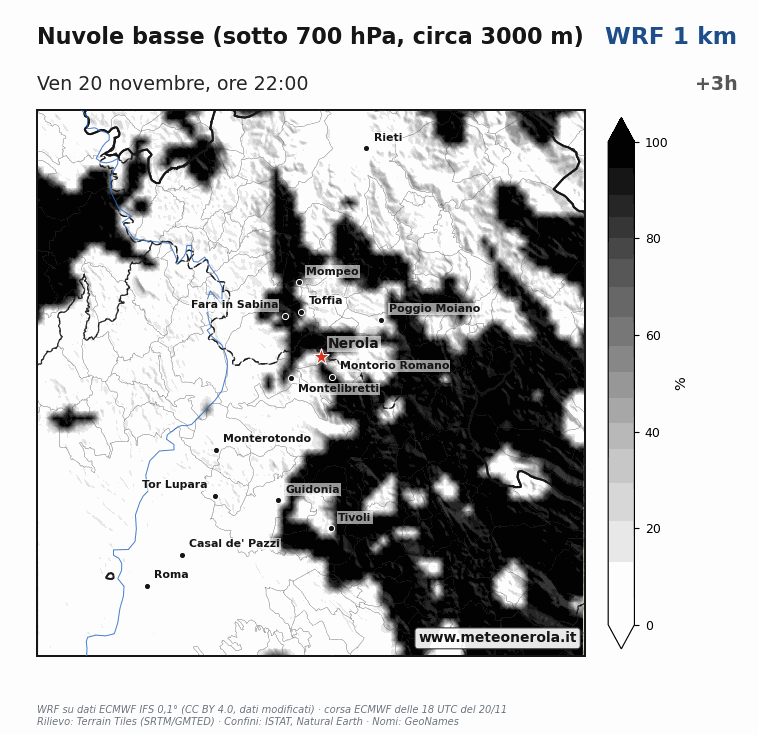 Nuvole basse (sotto 700 hPa, circa 3000 m) WRF 1 km
Ven 20 novembre, ore 22:00 +3h
Rieti
Mompeo
Fara in Sabina Toffia
Poggio Moiano
Nerola
Montorio Romano
Montelibretti
Monterotondo
Tor Lupara Guidonia
Tivoli
Casal de' Pazzi
Roma
www.meteonerola.it
100
80
60
%
40
20
0
WRF su dati ECMWF IFS 0,1° (CC BY 4.0, dati modificati) · corsa ECMWF delle 18 UTC del 20/11
Rilievo: Terrain Tiles (SRTM/GMTED) · Confini: ISTAT, Natural Earth · Nomi: GeoNames